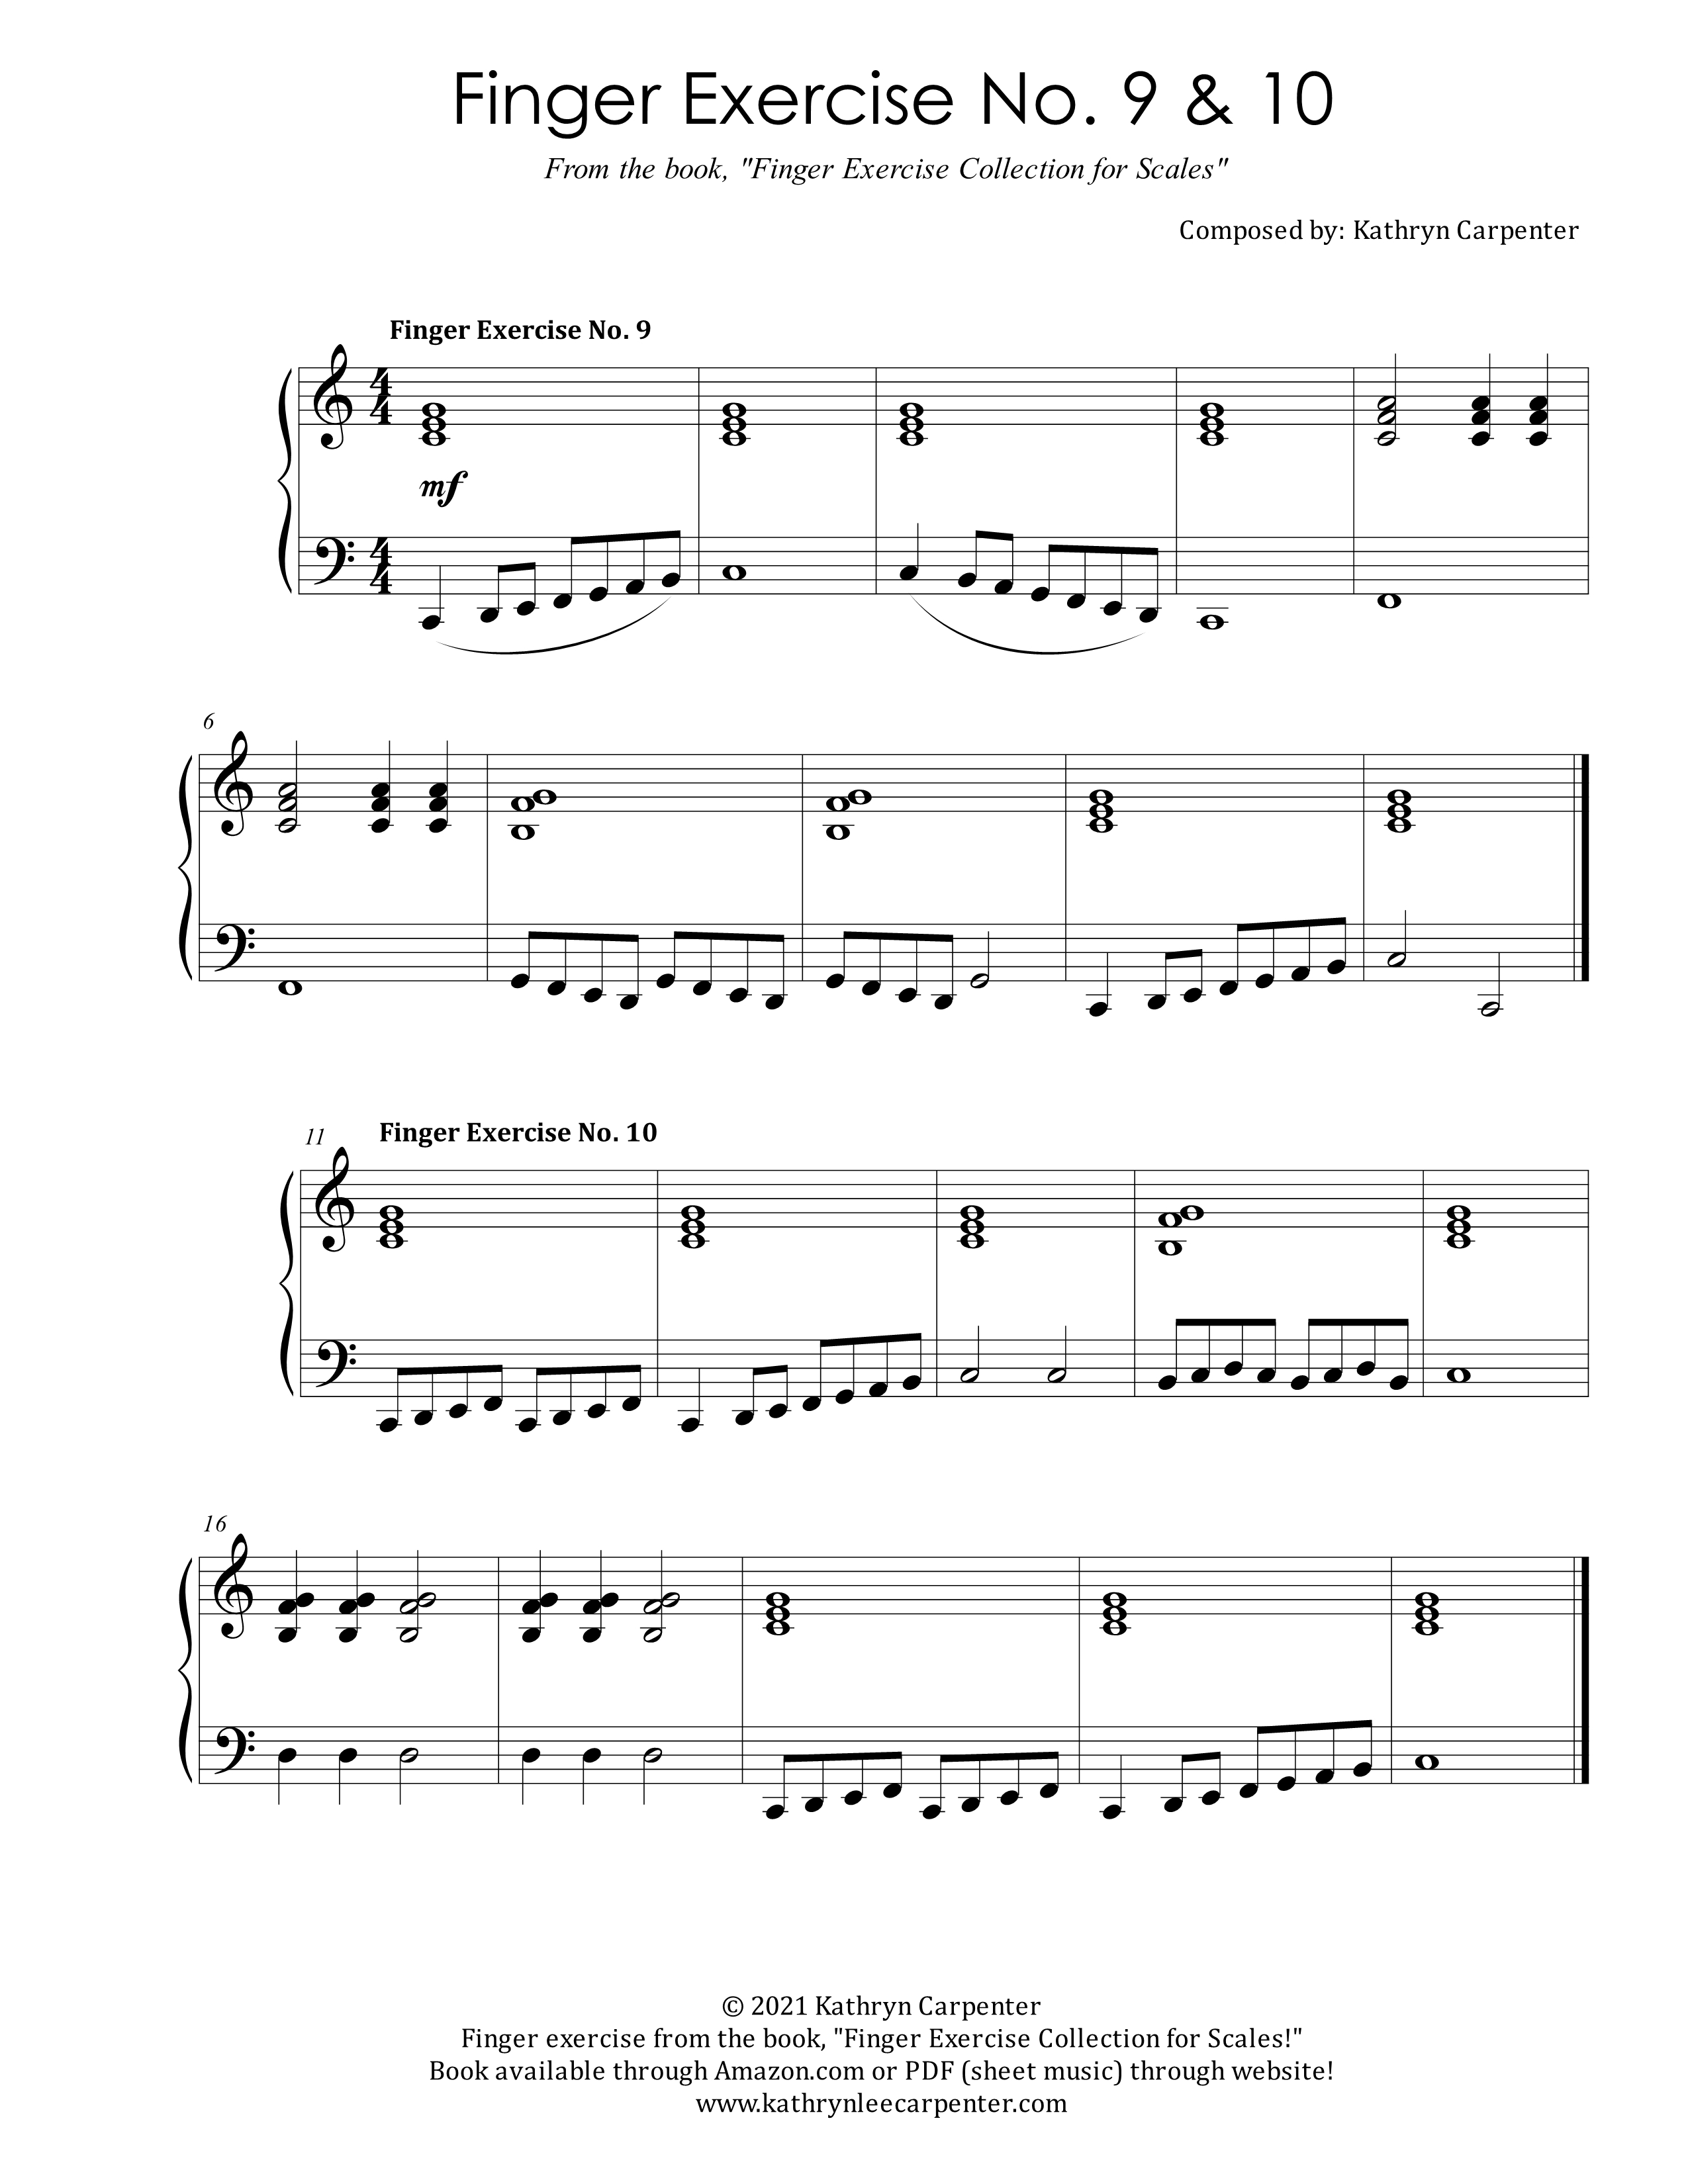 Finger Exercise No. 9 & 10
From the book, "Finger Exercise Collection for Scales"
Composed by: Kathryn Carpenter
Finger Exercise No. 9
4
4
mf
4
4
6
11
Finger Exercise No. 10
16
© 2021 Kathryn Carpenter
Finger exercise from the book, "Finger Exercise Collection for Scales!"
Book available through Amazon.com or PDF (sheet music) through website!
www.kathrynleecarpenter.com